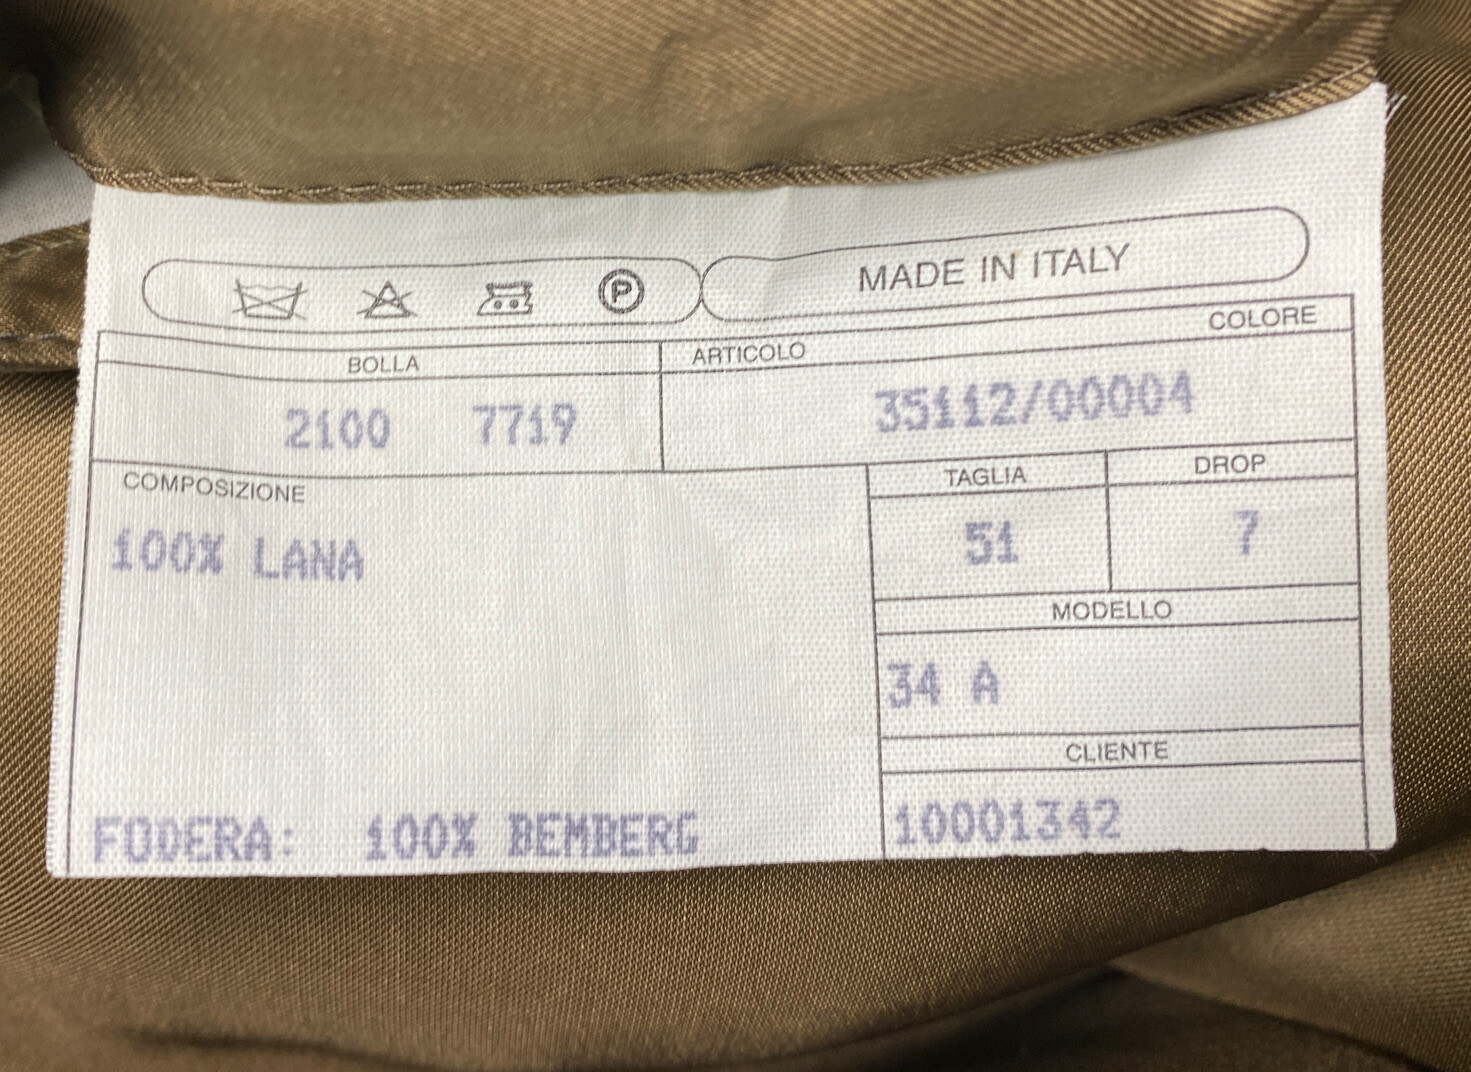 P
MADE IN ITALY
COLORE
BOLLA
ARTICOLO
2100 7719
35112/00004
COMPOSIZIONE
TAGLIA
DROP
100% LANA
51
7
MODELLO
34 A
CLIENTE
FODERA: 100% BEMBERG
10001342